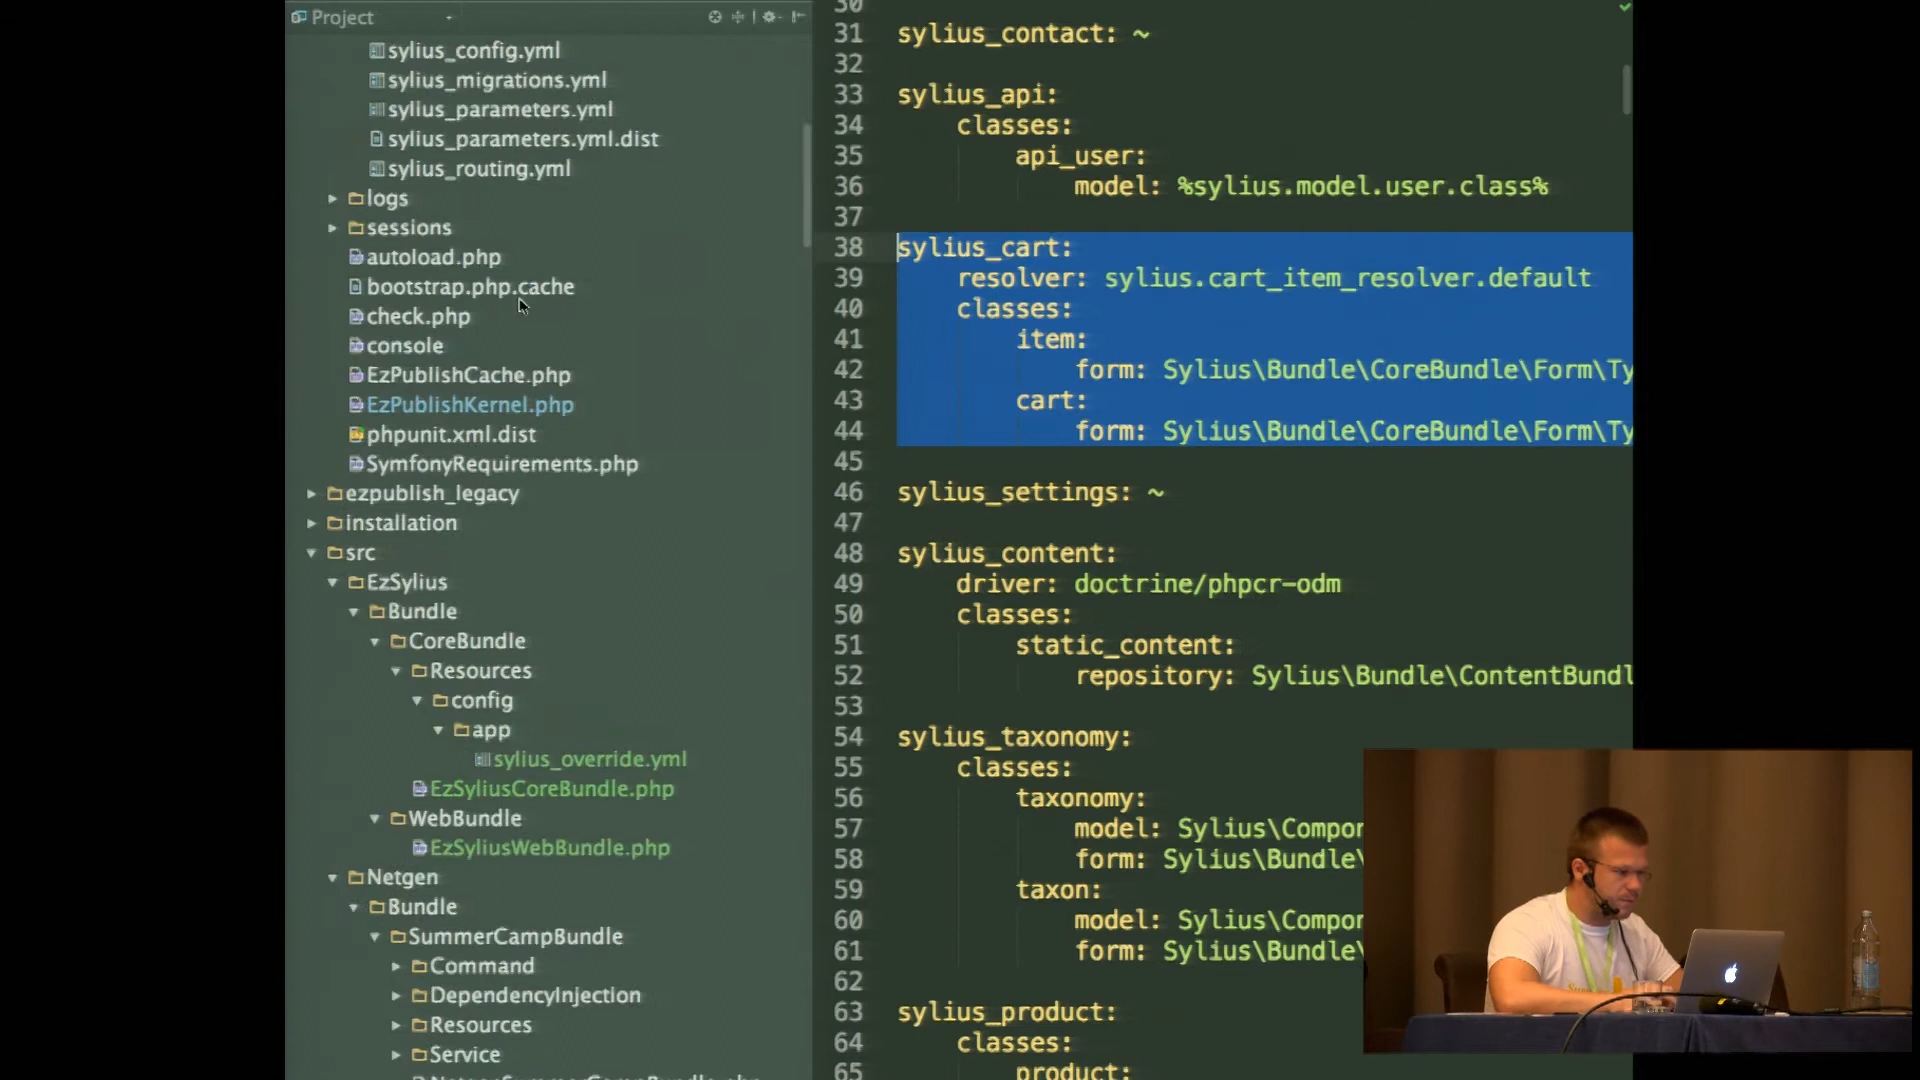 Project
sylius_config.yml
sylius_migrations.yml
sylius_parameters.yml
sylius_parameters.yml.dist
sylius_routing.yml
logs
sessions
autoload.php
bootstrap.php.cache
check.php
console
EzPublishCache.php
EzPublishKernel.php
phpunit.xml.dist
SymfonyRequirements.php
ezpublish_legacy
installation
src
EzSylius
Bundle
CoreBundle
Resources
config
app
sylius_override.yml
EzSyliusCoreBundle.php
WebBundle
EzSyliusWebBundle.php
Netgen
Bundle
SummerCampBundle
Command
DependencyInjection
Resources
Service
30
31 sylius_contact: ~
32
33 sylius_api:
34 classes:
35 api_user:
36 model: %sylius.model.user.class%
37
38 sylius_cart:
39 resolver: sylius.cart_item_resolver.default
40 classes:
41 item:
42 form: Sylius\Bundle\CoreBundle\Form\Ty
43 cart:
44 form: Sylius\Bundle\CoreBundle\Form\Ty
45
46 sylius_settings: ~
47
48 sylius_content:
49 driver: doctrine/phpcr-odm
50 classes:
51 static_content:
52 repository: Sylius\Bundle\ContentBundl
53
54 sylius_taxonomy:
55 classes:
56 taxonomy:
57 model: Sylius\Compon
58 form: Sylius\Bundle\
59 taxon:
60 model: Sylius\Compon
61 form: Sylius\Bundle\
62
63 sylius_product:
64 classes:
65 product: